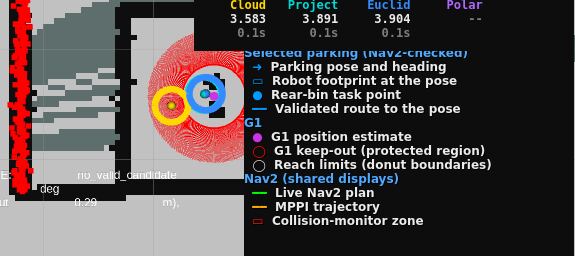 Cloud Project Euclid Polar
3.583 3.891 3.904 --
0.1s 0.1s 0.1s
Selected parking (Nav2-checked)
Parking pose and heading
Robot footprint at the pose
Rear-bin task point
Validated route to the pose
G1
G1 position estimate
G1 keep-out (protected region)
Reach limits (donut boundaries)
Nav2 (shared displays)
Live Nav2 plan
MPPI trajectory
Collision-monitor zone
E: no_valid_candidate
deg
out 0.29 m),